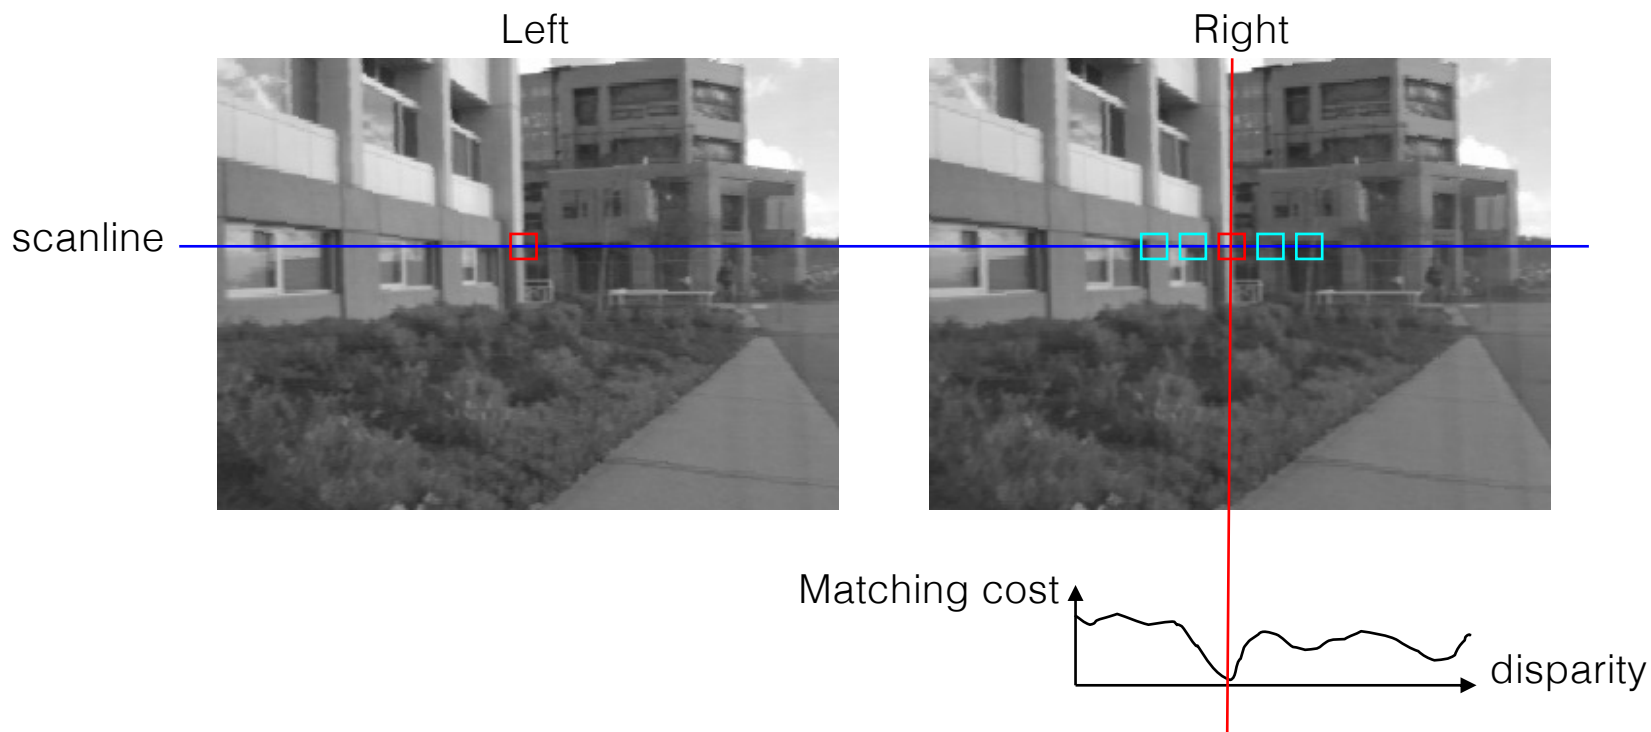 Left
Right
scanline
Matching cost
disparity